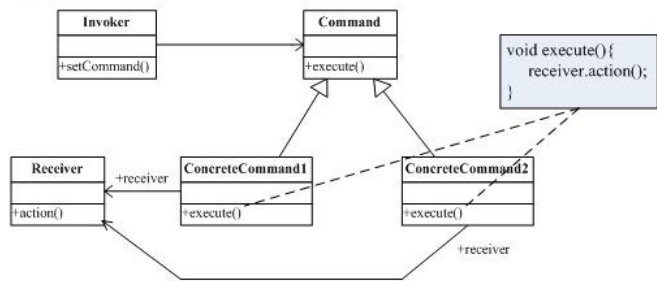 Invoker
+setCommand()
Command
+execute()
void execute(){
receiver.action();
}
Receiver
+action()
+receiver
ConcreteCommand1
+execute()
ConcreteCommand2
+execute()
+receiver